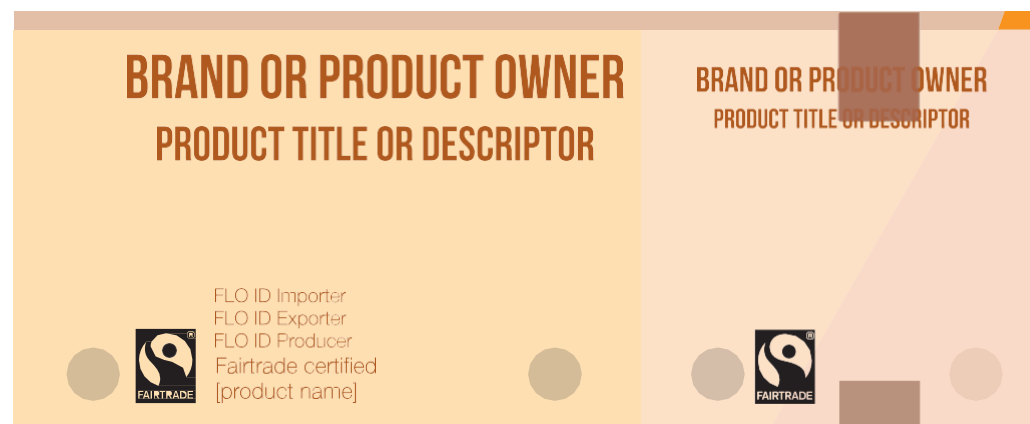 BRAND OR PRODUCT OWNER
PRODUCT TITLE OR DESCRIPTOR
FLO ID Importer
FLO ID Exporter
FLO ID Producer
Fairtrade certified
[product name]
®
FAIRTRADE
BRAND OR PRODUCT OWNER
PRODUCT TITLE OR DESCRIPTOR
®
FAIRTRADE